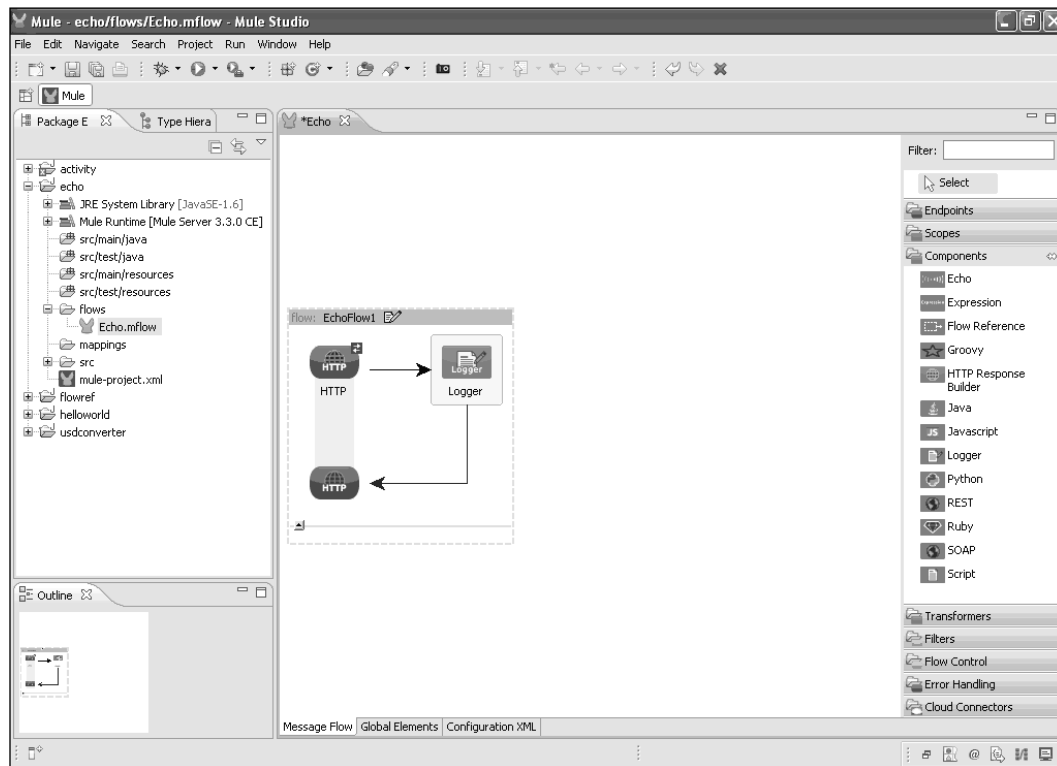 Mule - echo/flows/Echo.mflow - Mule Studio
File Edit Navigate Search Project Run Window Help
Mule
Package E
Type Hiera
activity
echo
JRE System Library [JavaSE-1.6]
Mule Runtime [Mule Server 3.3.0 CE]
src/main/java
src/test/java
src/main/resources
src/test/resources
flows
Echo.mflow
mappings
src
mule-project.xml
flowref
helloworld
usdconverter
Outline
*Echo
flow: EchoFlow1
HTTP
HTTP
Logger
Logger
HTTP
Message Flow
Global Elements
Configuration XML
Filter:
Select
Endpoints
Scopes
Components
Echo
Expression
Flow Reference
Groovy
HTTP Response
Builder
Java
JS Javascript
Logger
Python
REST
Ruby
SOAP
Script
Transformers
Filters
Flow Control
Error Handling
Cloud Connectors
@